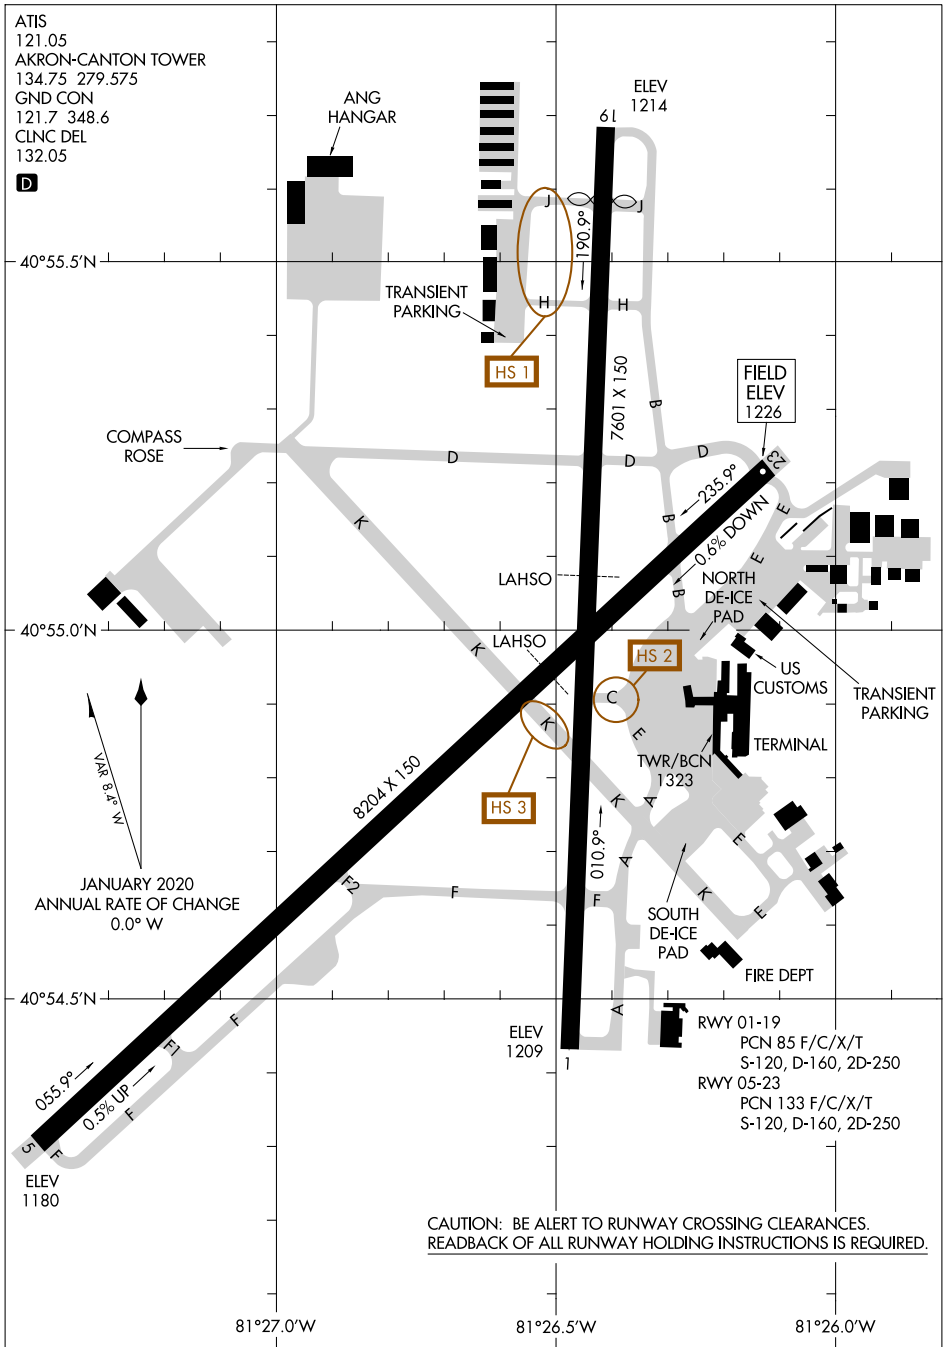 ATIS
121.05
AKRON-CANTON TOWER
134.75 279.575
GND CON
121.7 348.6
CLNC DEL
132.05
D
ANG
HANGAR
ELEV
1214
19
J
J
190.9°
40°55.5'N
TRANSIENT
PARKING
H
H
HS 1
7601 X 150
FIELD
ELEV
1226
B
COMPASS
ROSE
D
D
D
23
235.9°
K
B
E
0.6% DOWN
E
LAHSO
NORTH
DE-ICE
PAD
B
40°55.0'N
LAHSO
HS 2
K
US
CUSTOMS
TRANSIENT
PARKING
C
K
E
TWR/BCN
1323
TERMINAL
VAR 8.4° W
8204 X 150
HS 3
K
A
010.9°
E
JANUARY 2020
ANNUAL RATE OF CHANGE
0.0° W
A
F2
F
F
K
E
SOUTH
DE-ICE
PAD
FIRE DEPT
40°54.5'N
F
A
ELEV
1209
1
RWY 01-19
PCN 85 F/C/X/T
S-120, D-160, 2D-250
RWY 05-23
PCN 133 F/C/X/T
S-120, D-160, 2D-250
F1
055.9°
0.5% UP
F
5
F
ELEV
1180
CAUTION: BE ALERT TO RUNWAY CROSSING CLEARANCES.
READBACK OF ALL RUNWAY HOLDING INSTRUCTIONS IS REQUIRED.
81°27.0'W
81°26.5'W
81°26.0'W